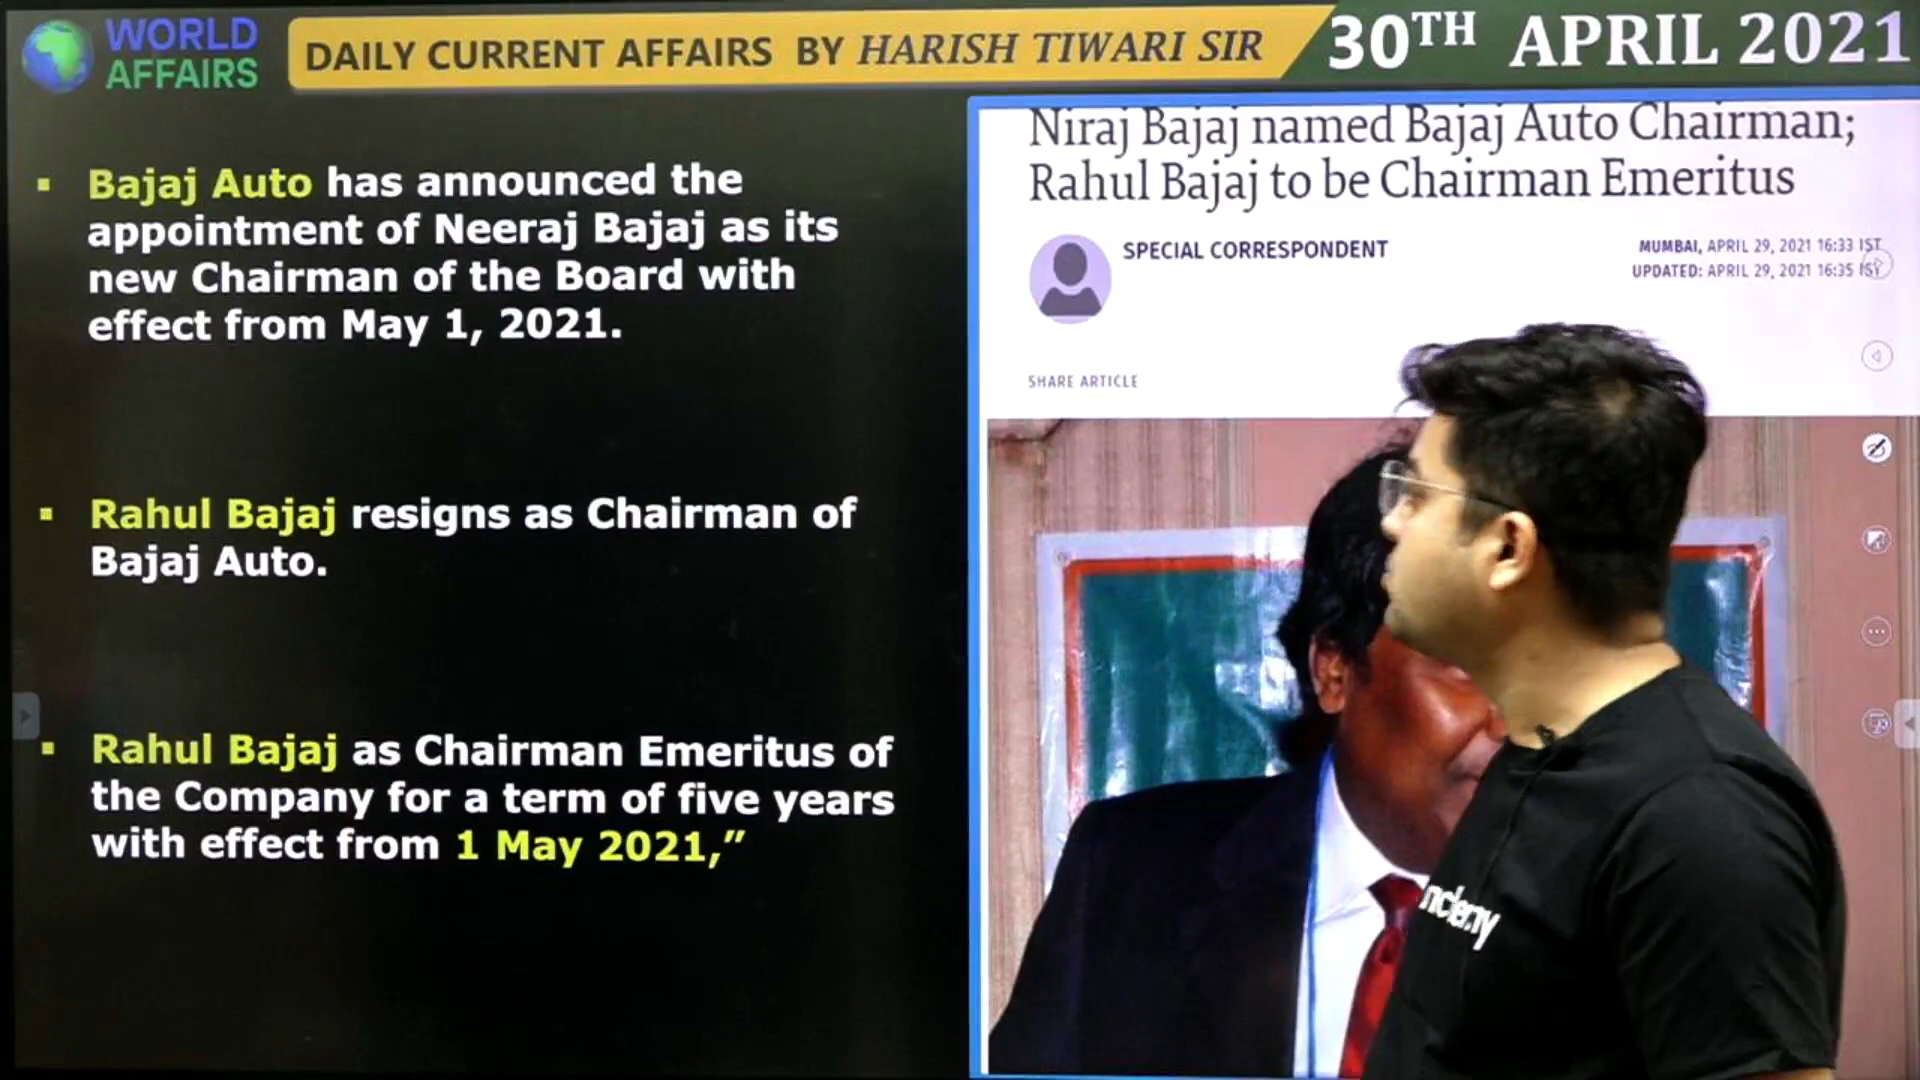 WORLD
AFFAIRS
DAILY CURRENT AFFAIRS BY HARISH TIWARI SIR
30TH APRIL 2021
Niraj Bajaj named Bajaj Auto Chairman;
Rahul Bajaj to be Chairman Emeritus
SPECIAL CORRESPONDENT
MUMBAI, APRIL 29, 2021 16:33 IST
UPDATED: APRIL 29, 2021 16:35 IST
SHARE ARTICLE
▪ Bajaj Auto has announced the
appointment of Neeraj Bajaj as its
new Chairman of the Board with
effect from May 1, 2021.
▪ Rahul Bajaj resigns as Chairman of
Bajaj Auto.
▪ Rahul Bajaj as Chairman Emeritus of
the Company for a term of five years
with effect from 1 May 2021,”